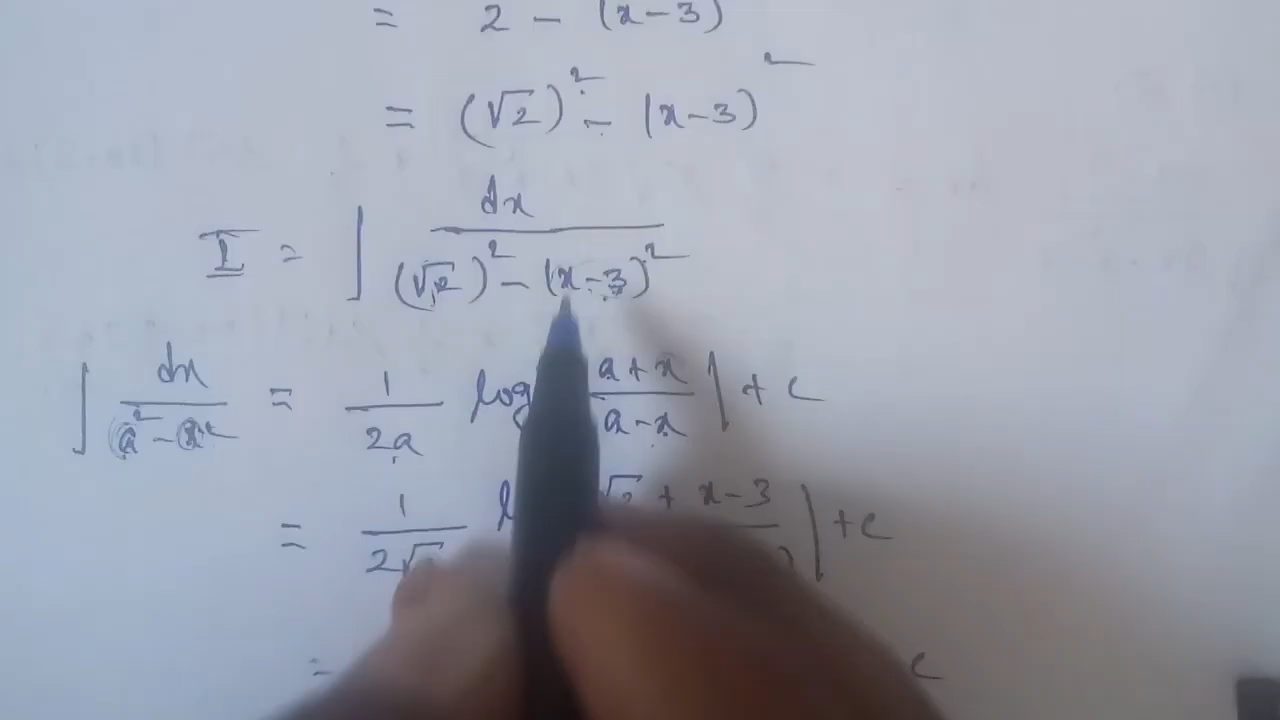 = 2 - (x-3)
= (√2)² - (x-3)²
I = ∫ dx / (√2)² - (x-3)²
∫ dx / a² - x² = 1 / 2a log | a+x / a-x | + c
= 1 / 2√ √2 + x-3 | + c
= c